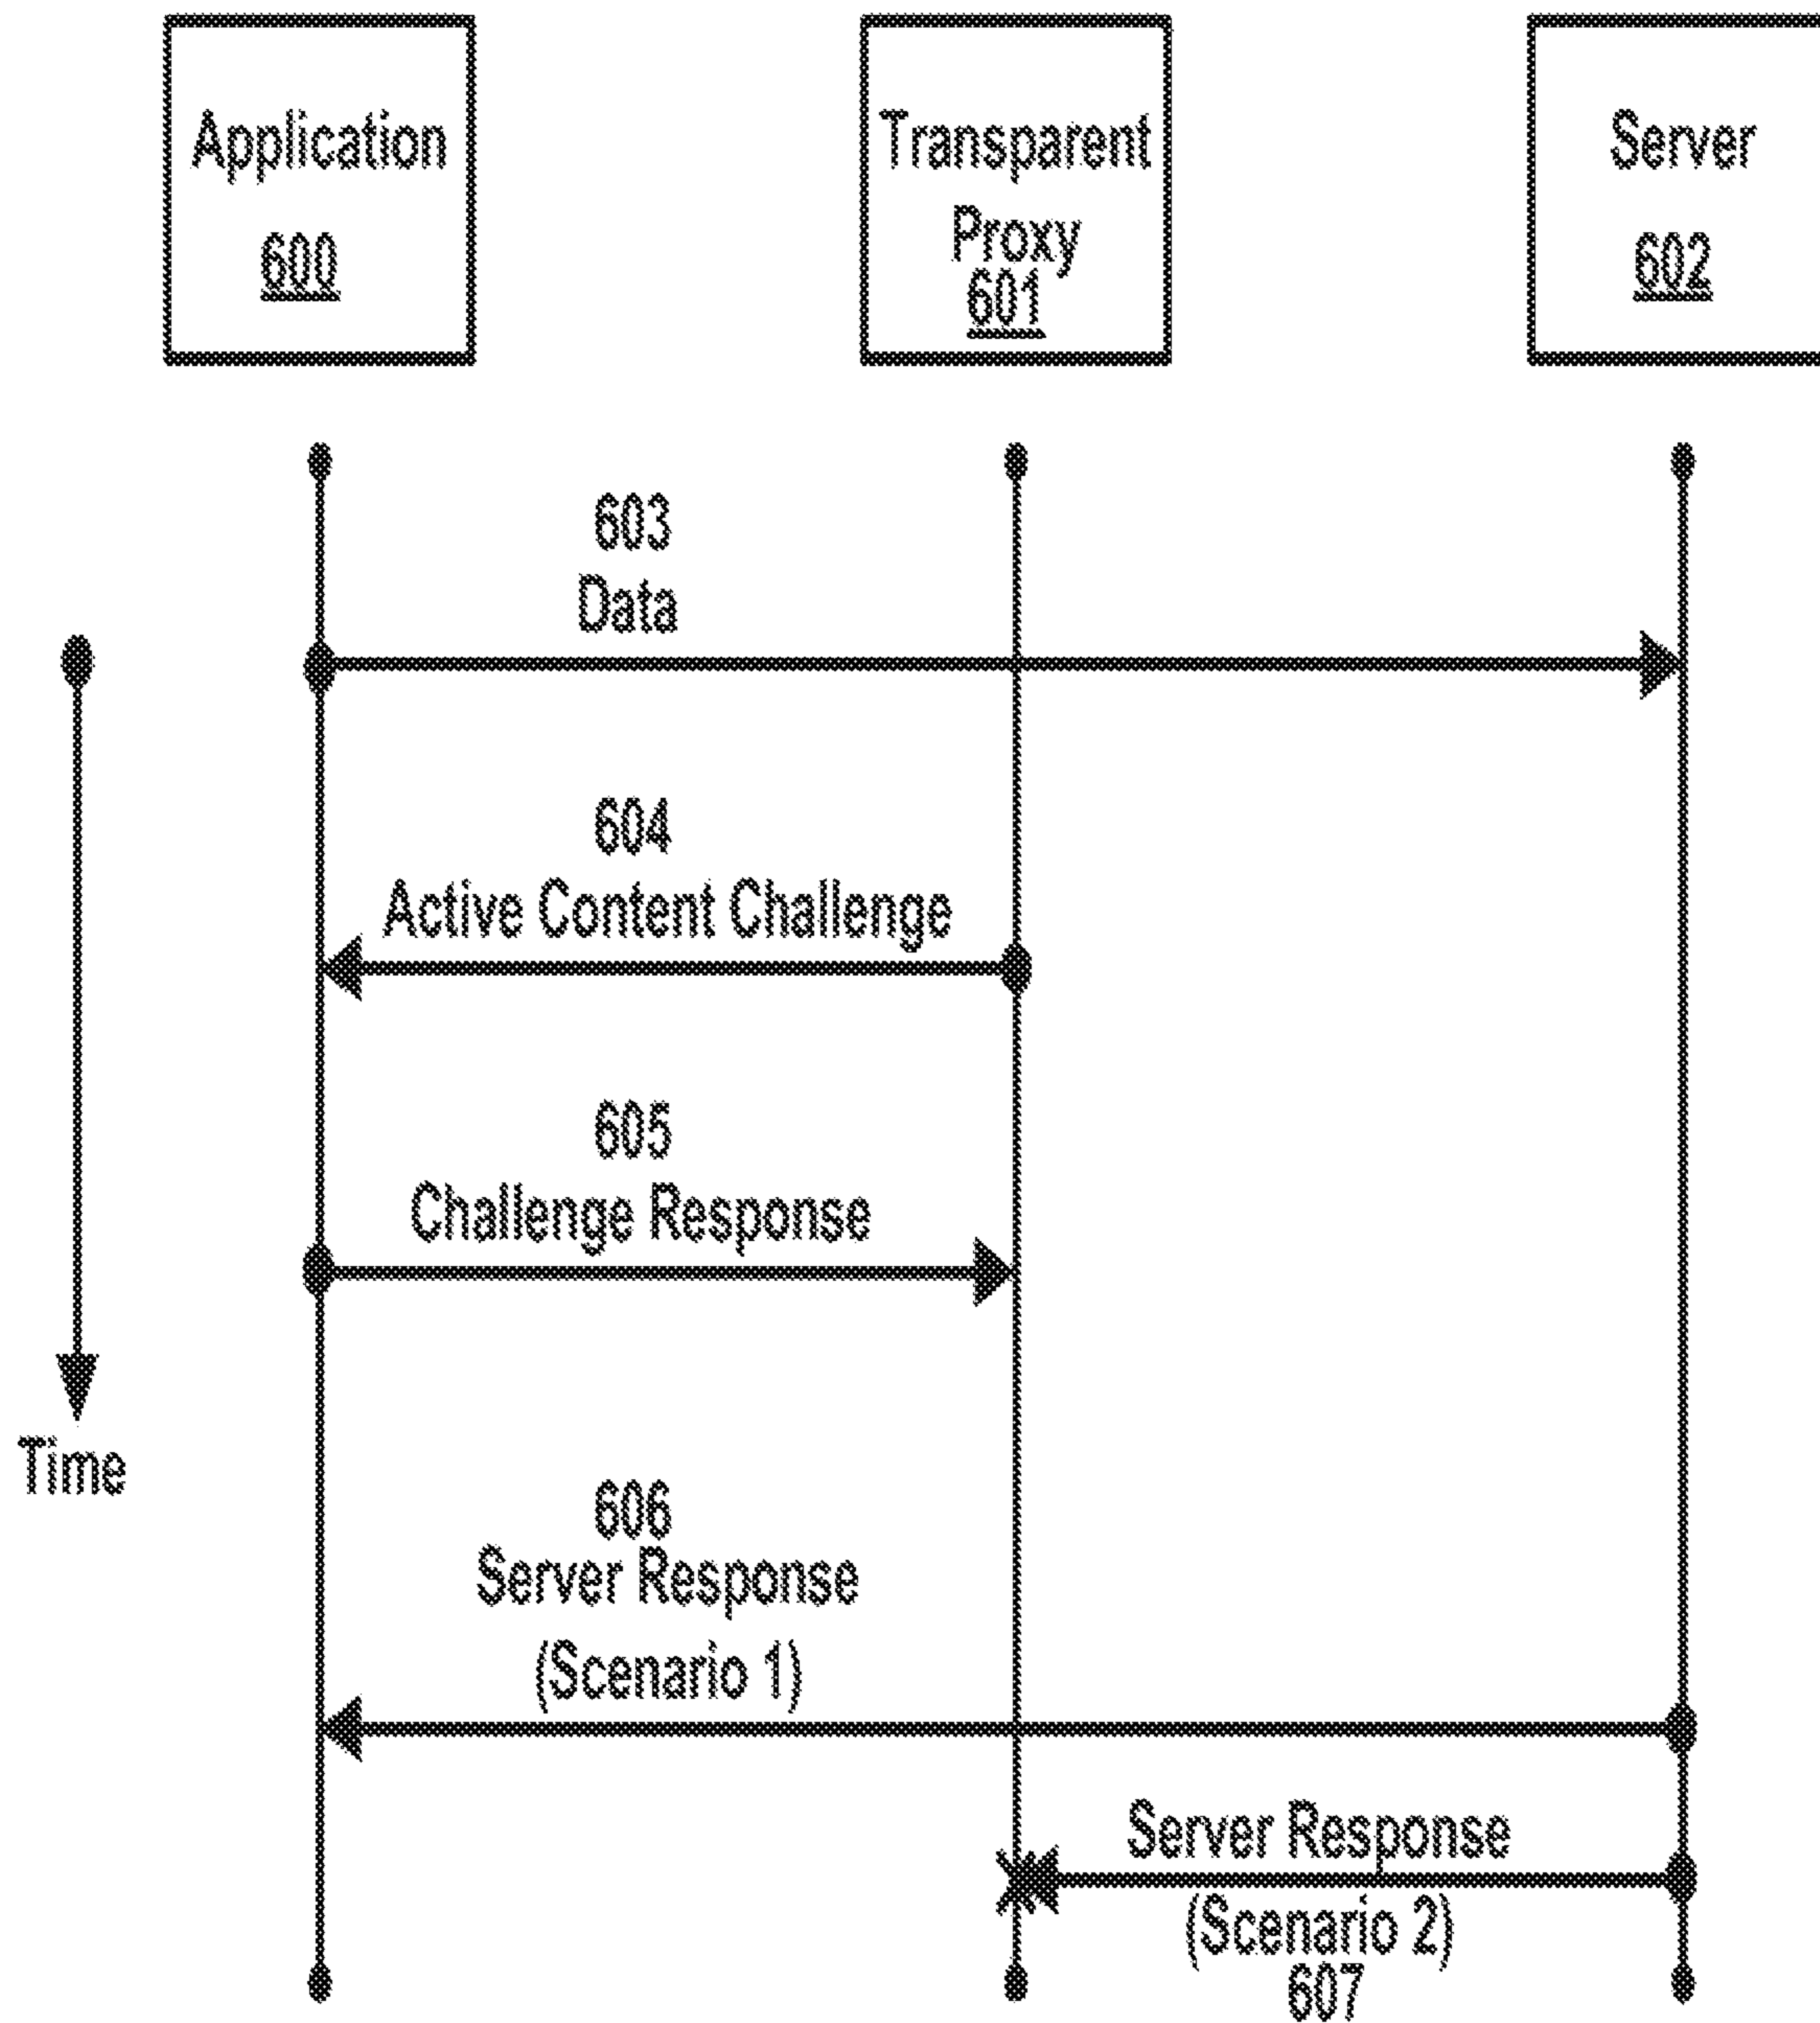 Application
600
Transparent
Proxy
601
Server
602
603
Data
604
Active Content Challenge
605
Challenge Response
Time
606
Server Response
(Scenario 1)
Server Response
(Scenario 2)
607